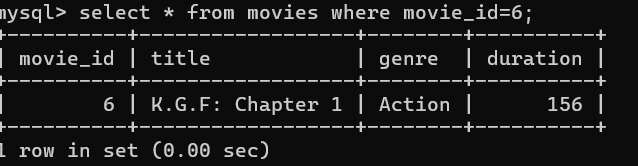 mysql> select * from movies where movie_id=6;
+----------+------------------+--------+----------+
| movie_id | title            | genre  | duration |
+----------+------------------+--------+----------+
|        6 | K.G.F: Chapter 1 | Action |      156 |
+----------+------------------+--------+----------+
1 row in set (0.00 sec)